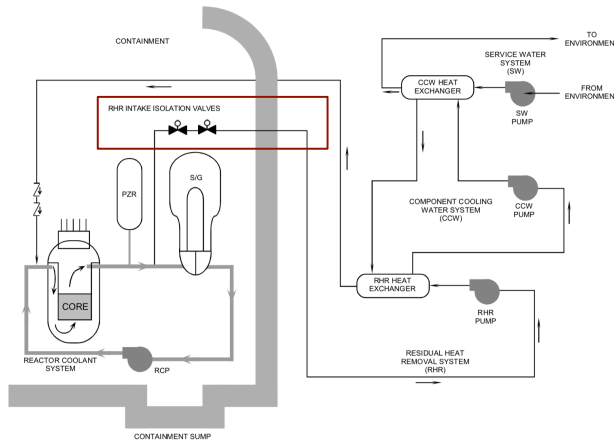 CONTAINMENT
TO
ENVIRONMEN
SERVICE WATER
SYSTEM
(SW)
CCW HEAT
EXCHANGER
FROM
ENVIRONMEN
SW
PUMP
RHR INTAKE ISOLATION VALVES
PZR
S/G
COMPONENT COOLING
WATER SYSTEM
(CCW)
CCW
PUMP
RHR HEAT
EXCHANGER
RHR
PUMP
CORE
REACTOR COOLANT
SYSTEM
RCP
RESIDUAL HEAT
REMOVAL SYSTEM
(RHR)
CONTAINMENT SUMP